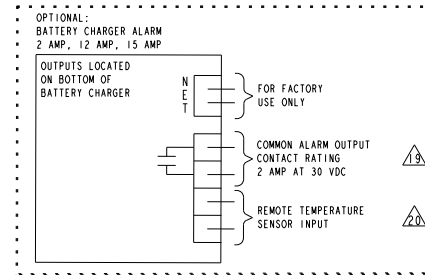 OPTIONAL:
BATTERY CHARGER ALARM
2 AMP, 12 AMP, 15 AMP
OUTPUTS LOCATED
ON BOTTOM OF
BATTERY CHARGER
NET
FOR FACTORY
USE ONLY
COMMON ALARM OUTPUT
CONTACT RATING
2 AMP AT 30 VDC
19
REMOTE TEMPERATURE
SENSOR INPUT
20